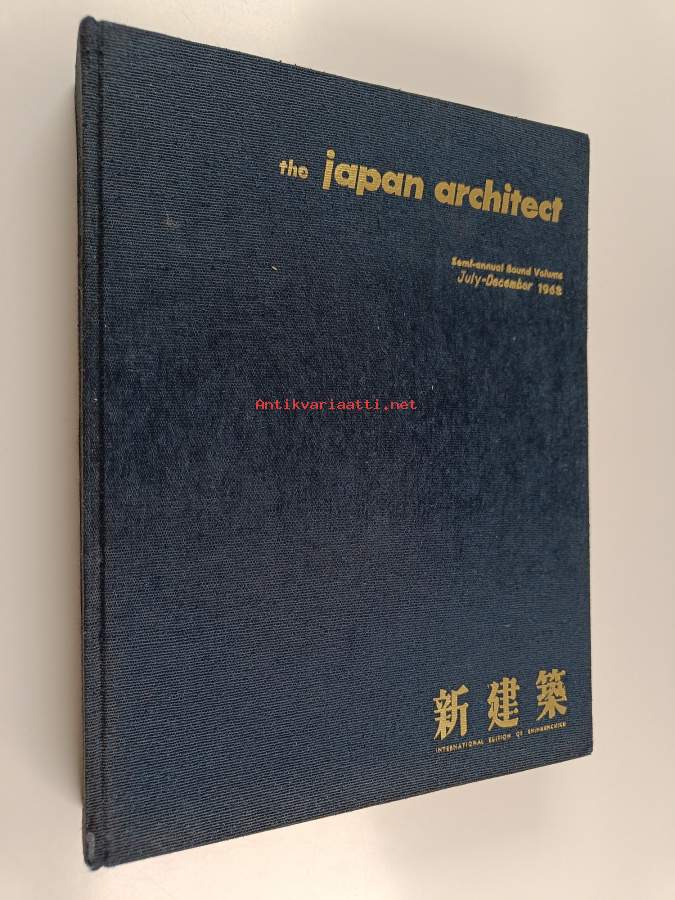 the japan architect
Semi-annual Bound Volume
July-December 1968
Antikvariaatti.net
新建築
INTERNATIONAL EDITION OF SHINKENCHIKU